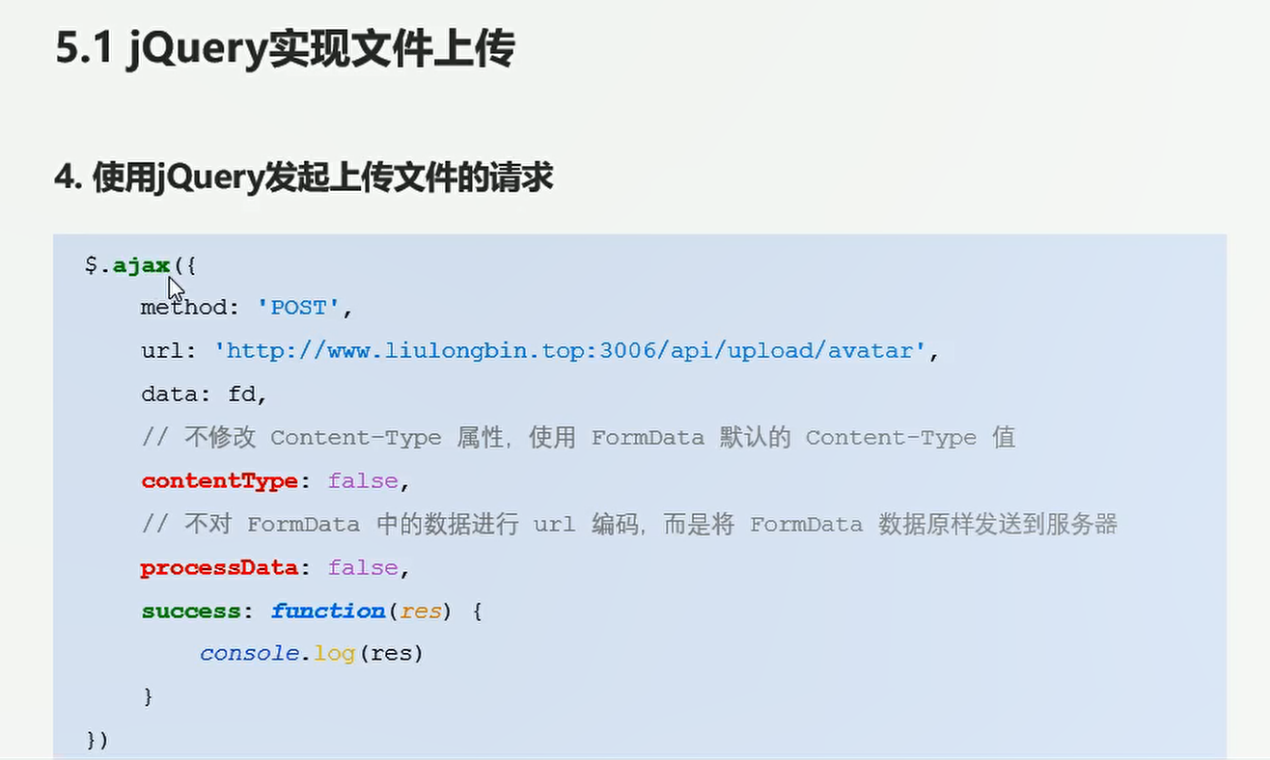 5.1 jQuery实现文件上传
4. 使用jQuery发起上传文件的请求
$.ajax({
method: 'POST',
url: 'http://www.liulongbin.top:3006/api/upload/avatar',
data: fd,
// 不修改 Content-Type 属性，使用 FormData 默认的 Content-Type 值
contentType: false,
// 不对 FormData 中的数据进行 url 编码，而是将 FormData 数据原样发送到服务器
processData: false,
success: function(res) {
console.log(res)
}
})